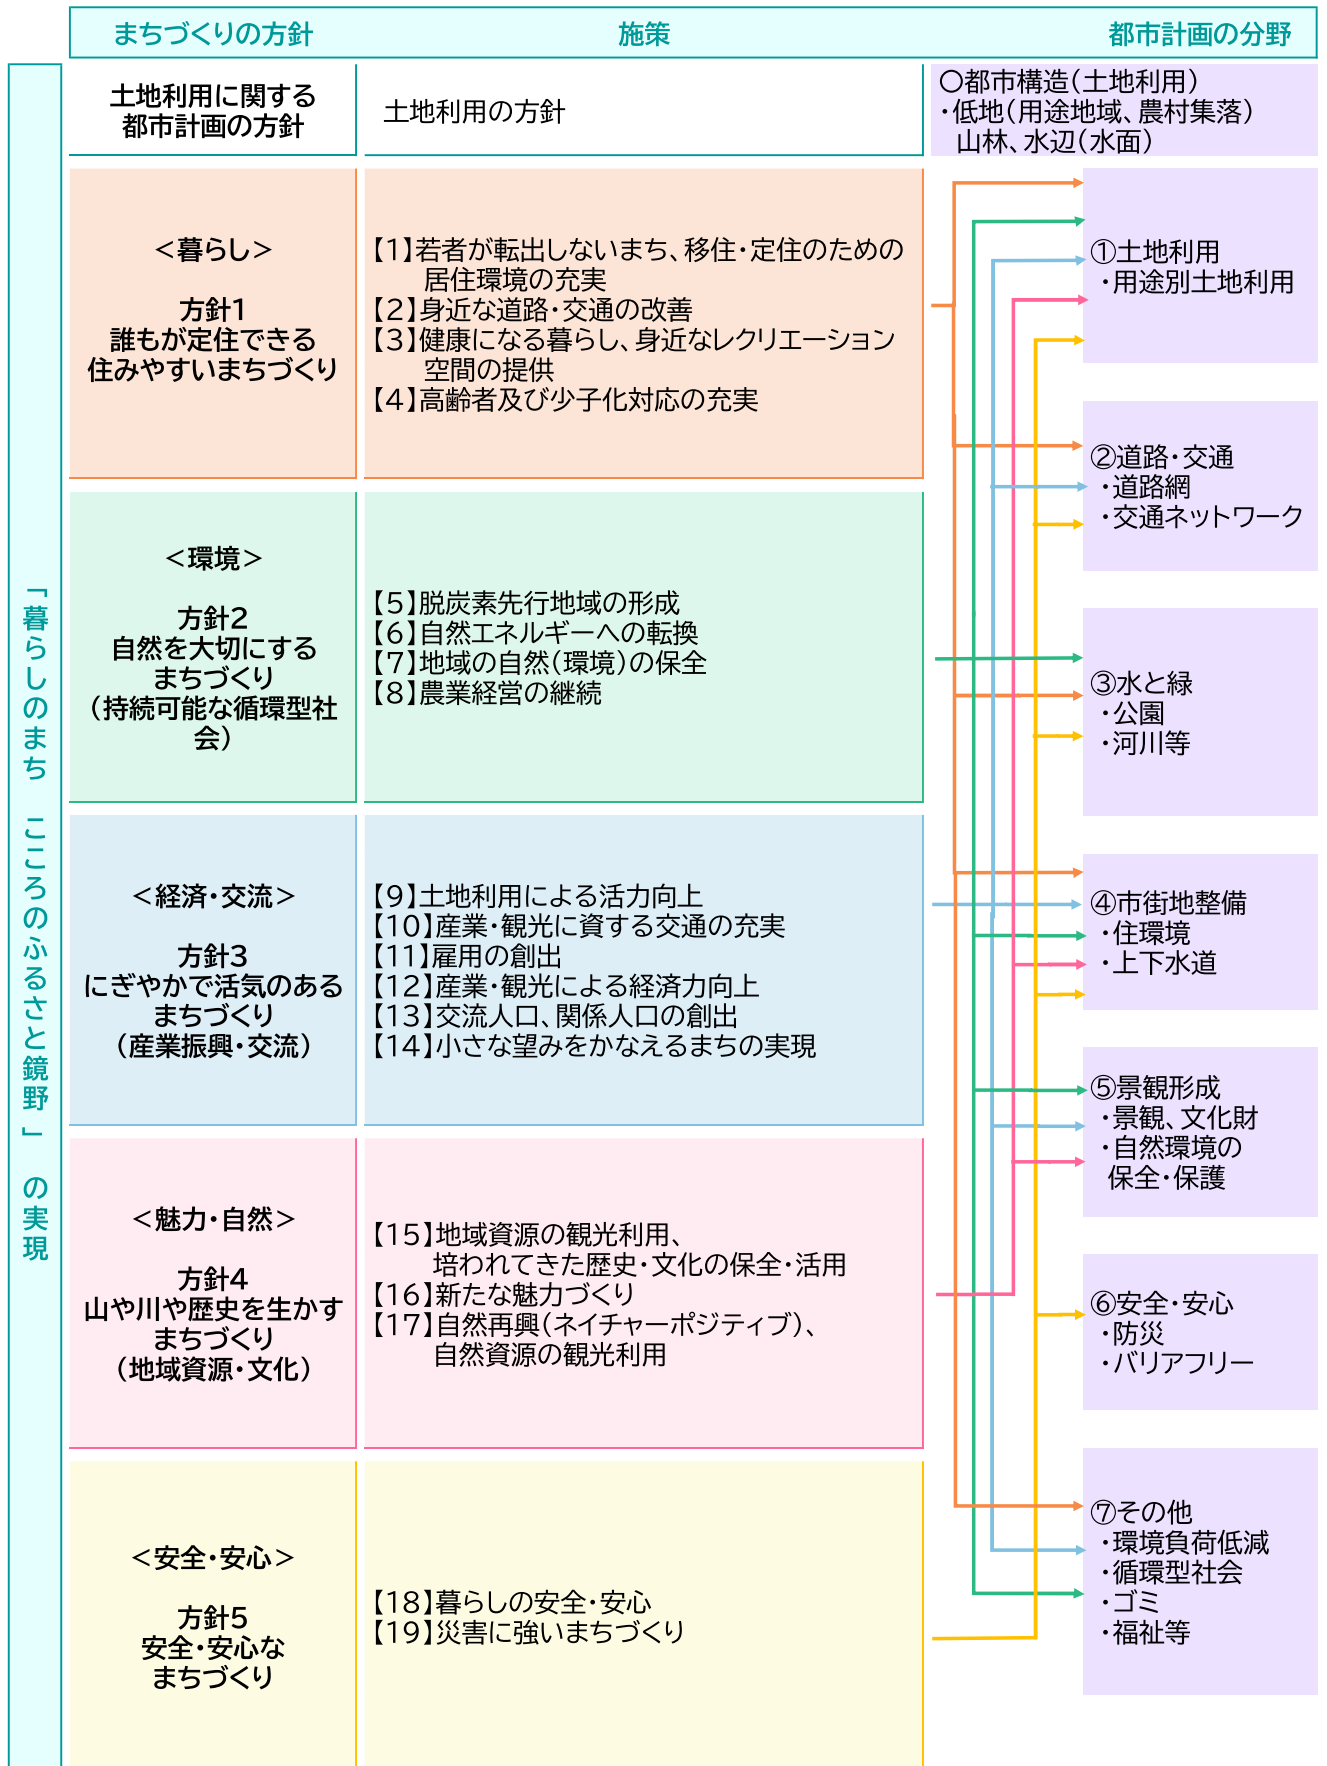 まちづくりの方針
施策
都市計画の分野
「暮らしのまち　こころのふるさと鏡野」の実現
土地利用に関する
都市計画の方針
土地利用の方針
〇都市構造（土地利用）
・低地（用途地域、農村集落）
山林、水辺（水面）
＜暮らし＞
方針1
誰もが定住できる
住みやすいまちづくり
【1】若者が転出しないまち、移住・定住のための
居住環境の充実
【2】身近な道路・交通の改善
【3】健康になる暮らし、身近なレクリエーション
空間の提供
【4】高齢者及び少子化対応の充実
＜環境＞
方針2
自然を大切にする
まちづくり
（持続可能な循環型社
会）
【5】脱炭素先行地域の形成
【6】自然エネルギーへの転換
【7】地域の自然（環境）の保全
【8】農業経営の継続
＜経済・交流＞
方針3
にぎやかで活気のある
まちづくり
（産業振興・交流）
【9】土地利用による活力向上
【10】産業・観光に資する交通の充実
【11】雇用の創出
【12】産業・観光による経済力向上
【13】交流人口、関係人口の創出
【14】小さな望みをかなえるまちの実現
＜魅力・自然＞
方針4
山や川や歴史を生かす
まちづくり
（地域資源・文化）
【15】地域資源の観光利用、
培われてきた歴史・文化の保全・活用
【16】新たな魅力づくり
【17】自然再興（ネイチャーポジティブ）、
自然資源の観光利用
＜安全・安心＞
方針5
安全・安心な
まちづくり
【18】暮らしの安全・安心
【19】災害に強いまちづくり
①土地利用
・用途別土地利用
②道路・交通
・道路網
・交通ネットワーク
③水と緑
・公園
・河川等
④市街地整備
・住環境
・上下水道
⑤景観形成
・景観、文化財
・自然環境の
保全・保護
⑥安全・安心
・防災
・バリアフリー
⑦その他
・環境負荷低減
・循環型社会
・ゴミ
・福祉等